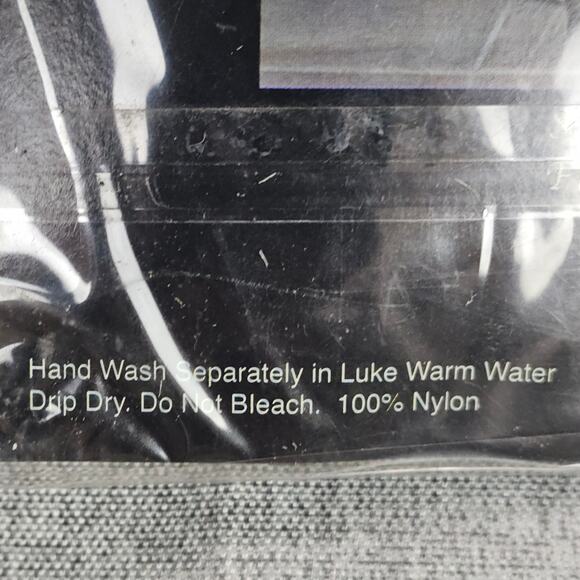 Hand Wash Separately in Luke Warm Water
Drip Dry. Do Not Bleach. 100% Nylon